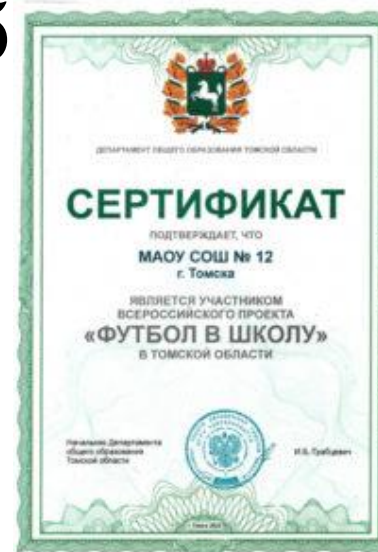 б
ДЕПАРТАМЕНТ ОБЩЕГО ОБРАЗОВАНИЯ ТОМСКОЙ ОБЛАСТИ
СЕРТИФИКАТ
ПОДТВЕРЖДАЕТ, ЧТО
МАОУ СОШ № 12
г. Томска
ЯВЛЯЕТСЯ УЧАСТНИКОМ
ВСЕРОССИЙСКОГО ПРОЕКТА
«ФУТБОЛ В ШКОЛУ»
В ТОМСКОЙ ОБЛАСТИ
Начальник Департамента
общего образования
Томской области
И.Б. Грабцевич